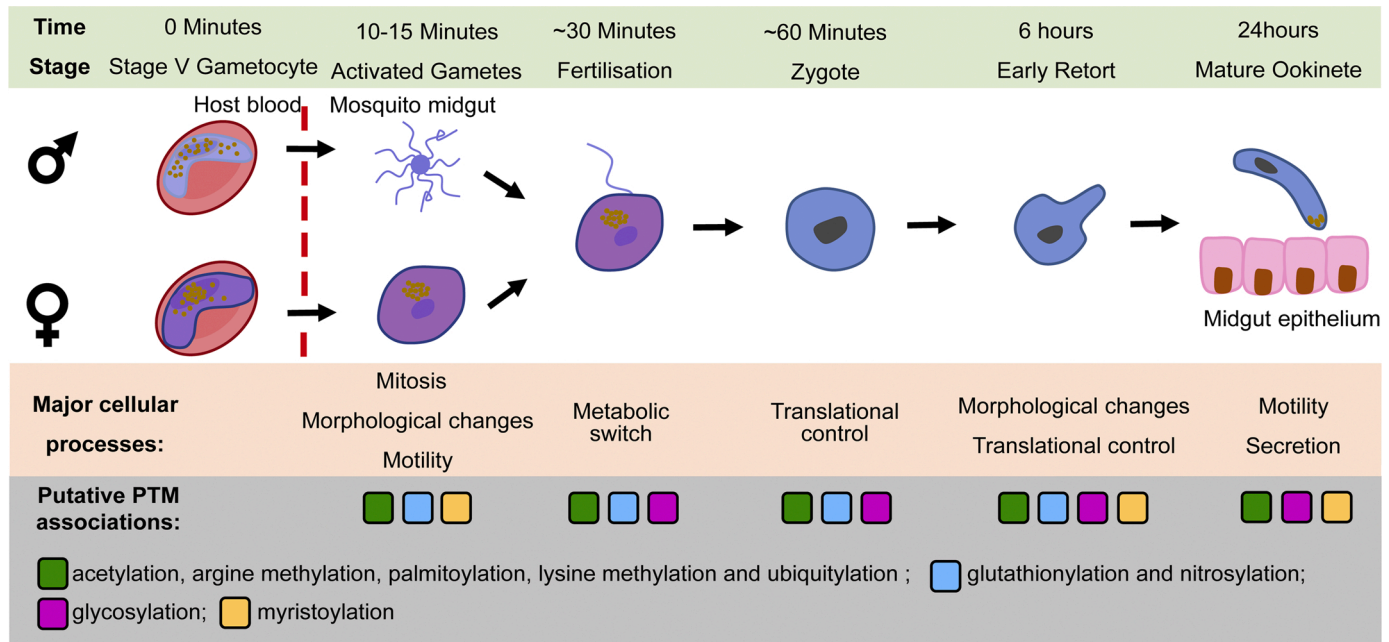 Time 0 Minutes 10-15 Minutes ~30 Minutes ~60 Minutes 6 hours 24hours
Stage Stage V Gametocyte Activated Gametes Fertilisation Zygote Early Retort Mature Ookinete
Host blood Mosquito midgut
Midgut epithelium
Major cellular
processes:
Mitosis
Morphological changes
Motility
Metabolic
switch
Translational
control
Morphological changes
Translational control
Motility
Secretion
Putative PTM
associations:
acetylation, argine methylation, palmitoylation, lysine methylation and ubiquitylation ; glutathionylation and nitrosylation;
glycosylation; myristoylation